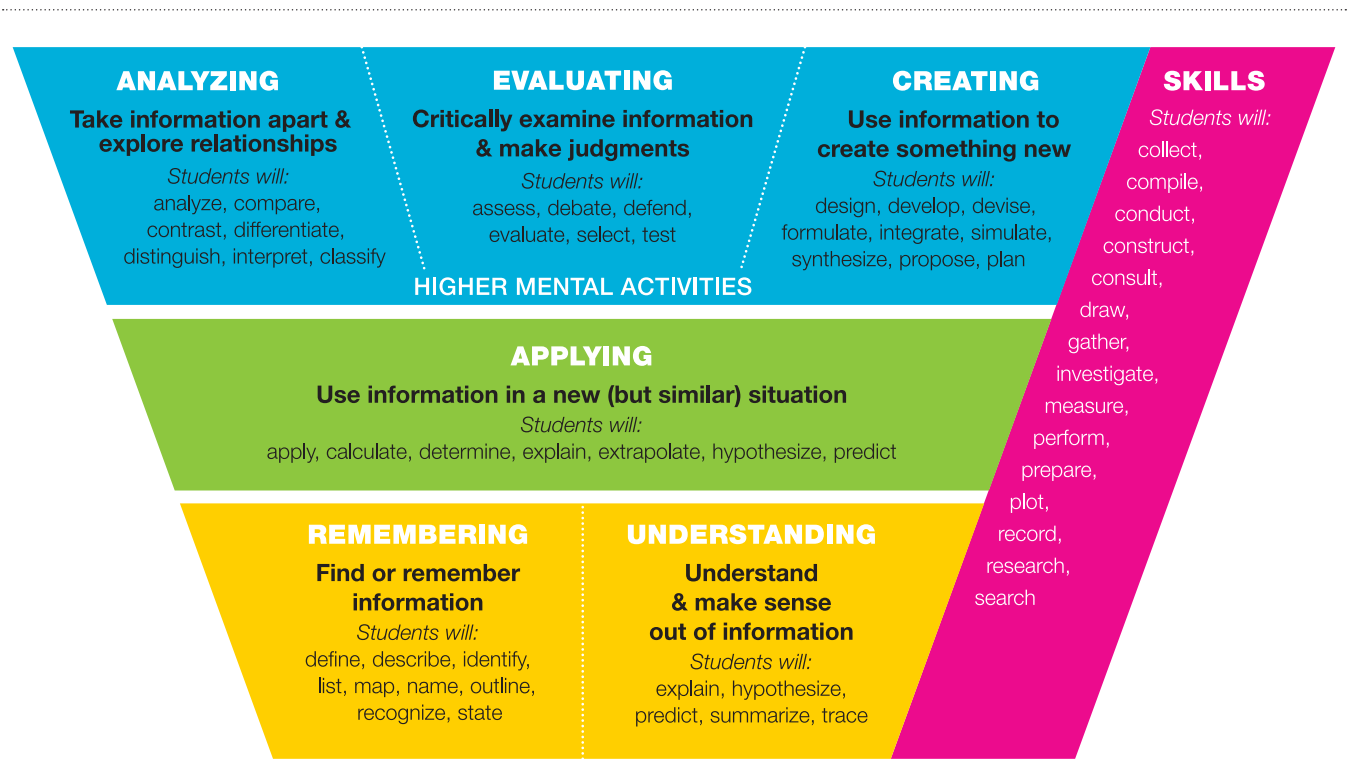 ANALYZING
Take information apart &
explore relationships
Students will:
analyze, compare,
contrast, differentiate,
distinguish, interpret, classify
EVALUATING
Critically examine information
& make judgments
Students will:
assess, debate, defend,
evaluate, select, test
CREATING
Use information to
create something new
Students will:
design, develop, devise,
formulate, integrate, simulate,
synthesize, propose, plan
HIGHER MENTAL ACTIVITIES
APPLYING
Use information in a new (but similar) situation
Students will:
apply, calculate, determine, explain, extrapolate, hypothesize, predict
REMEMBERING
Find or remember
information
Students will:
define, describe, identify,
list, map, name, outline,
recognize, state
UNDERSTANDING
Understand
& make sense
out of information
Students will:
explain, hypothesize,
predict, summarize, trace
SKILLS
Students will:
collect,
compile,
conduct,
construct,
consult,
draw,
gather,
investigate,
measure,
perform,
prepare,
plot,
record,
research,
search